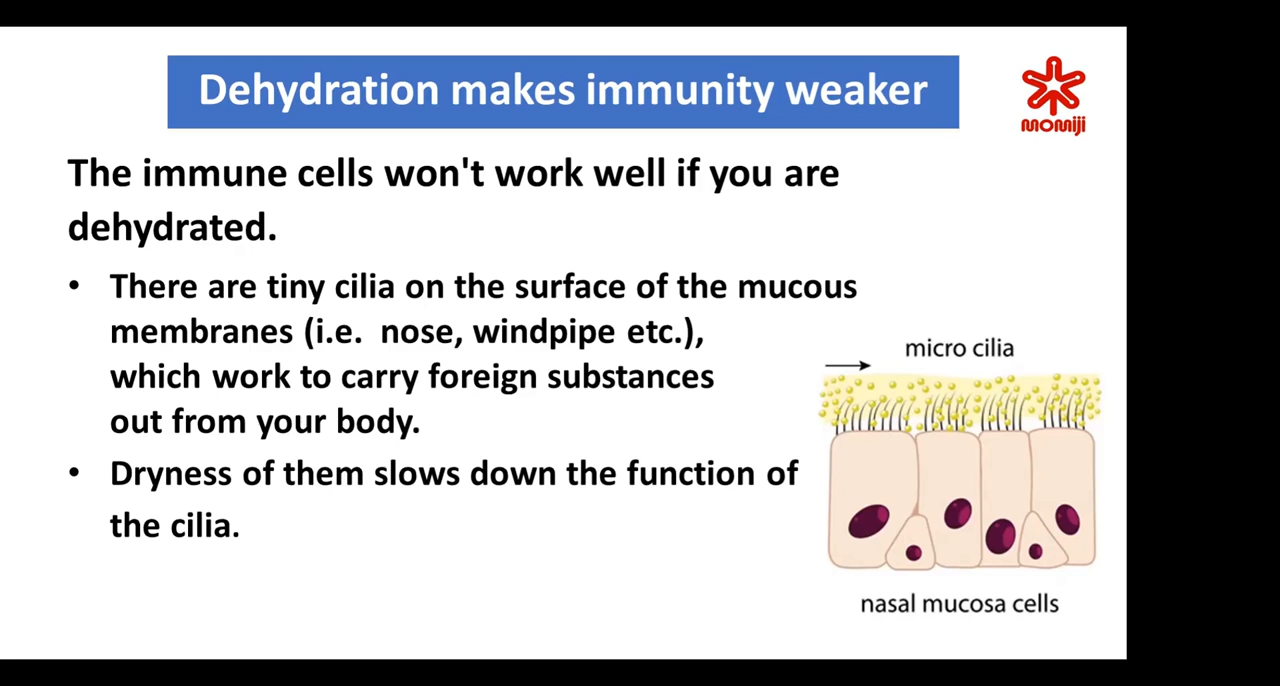 Dehydration makes immunity weaker
MOMIJI
The immune cells won't work well if you are
dehydrated.
• There are tiny cilia on the surface of the mucous
membranes (i.e. nose, windpipe etc.),
which work to carry foreign substances
out from your body.
• Dryness of them slows down the function of
the cilia.
micro cilia
nasal mucosa cells